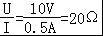 U/I = 10V/0.5A = 20Ω